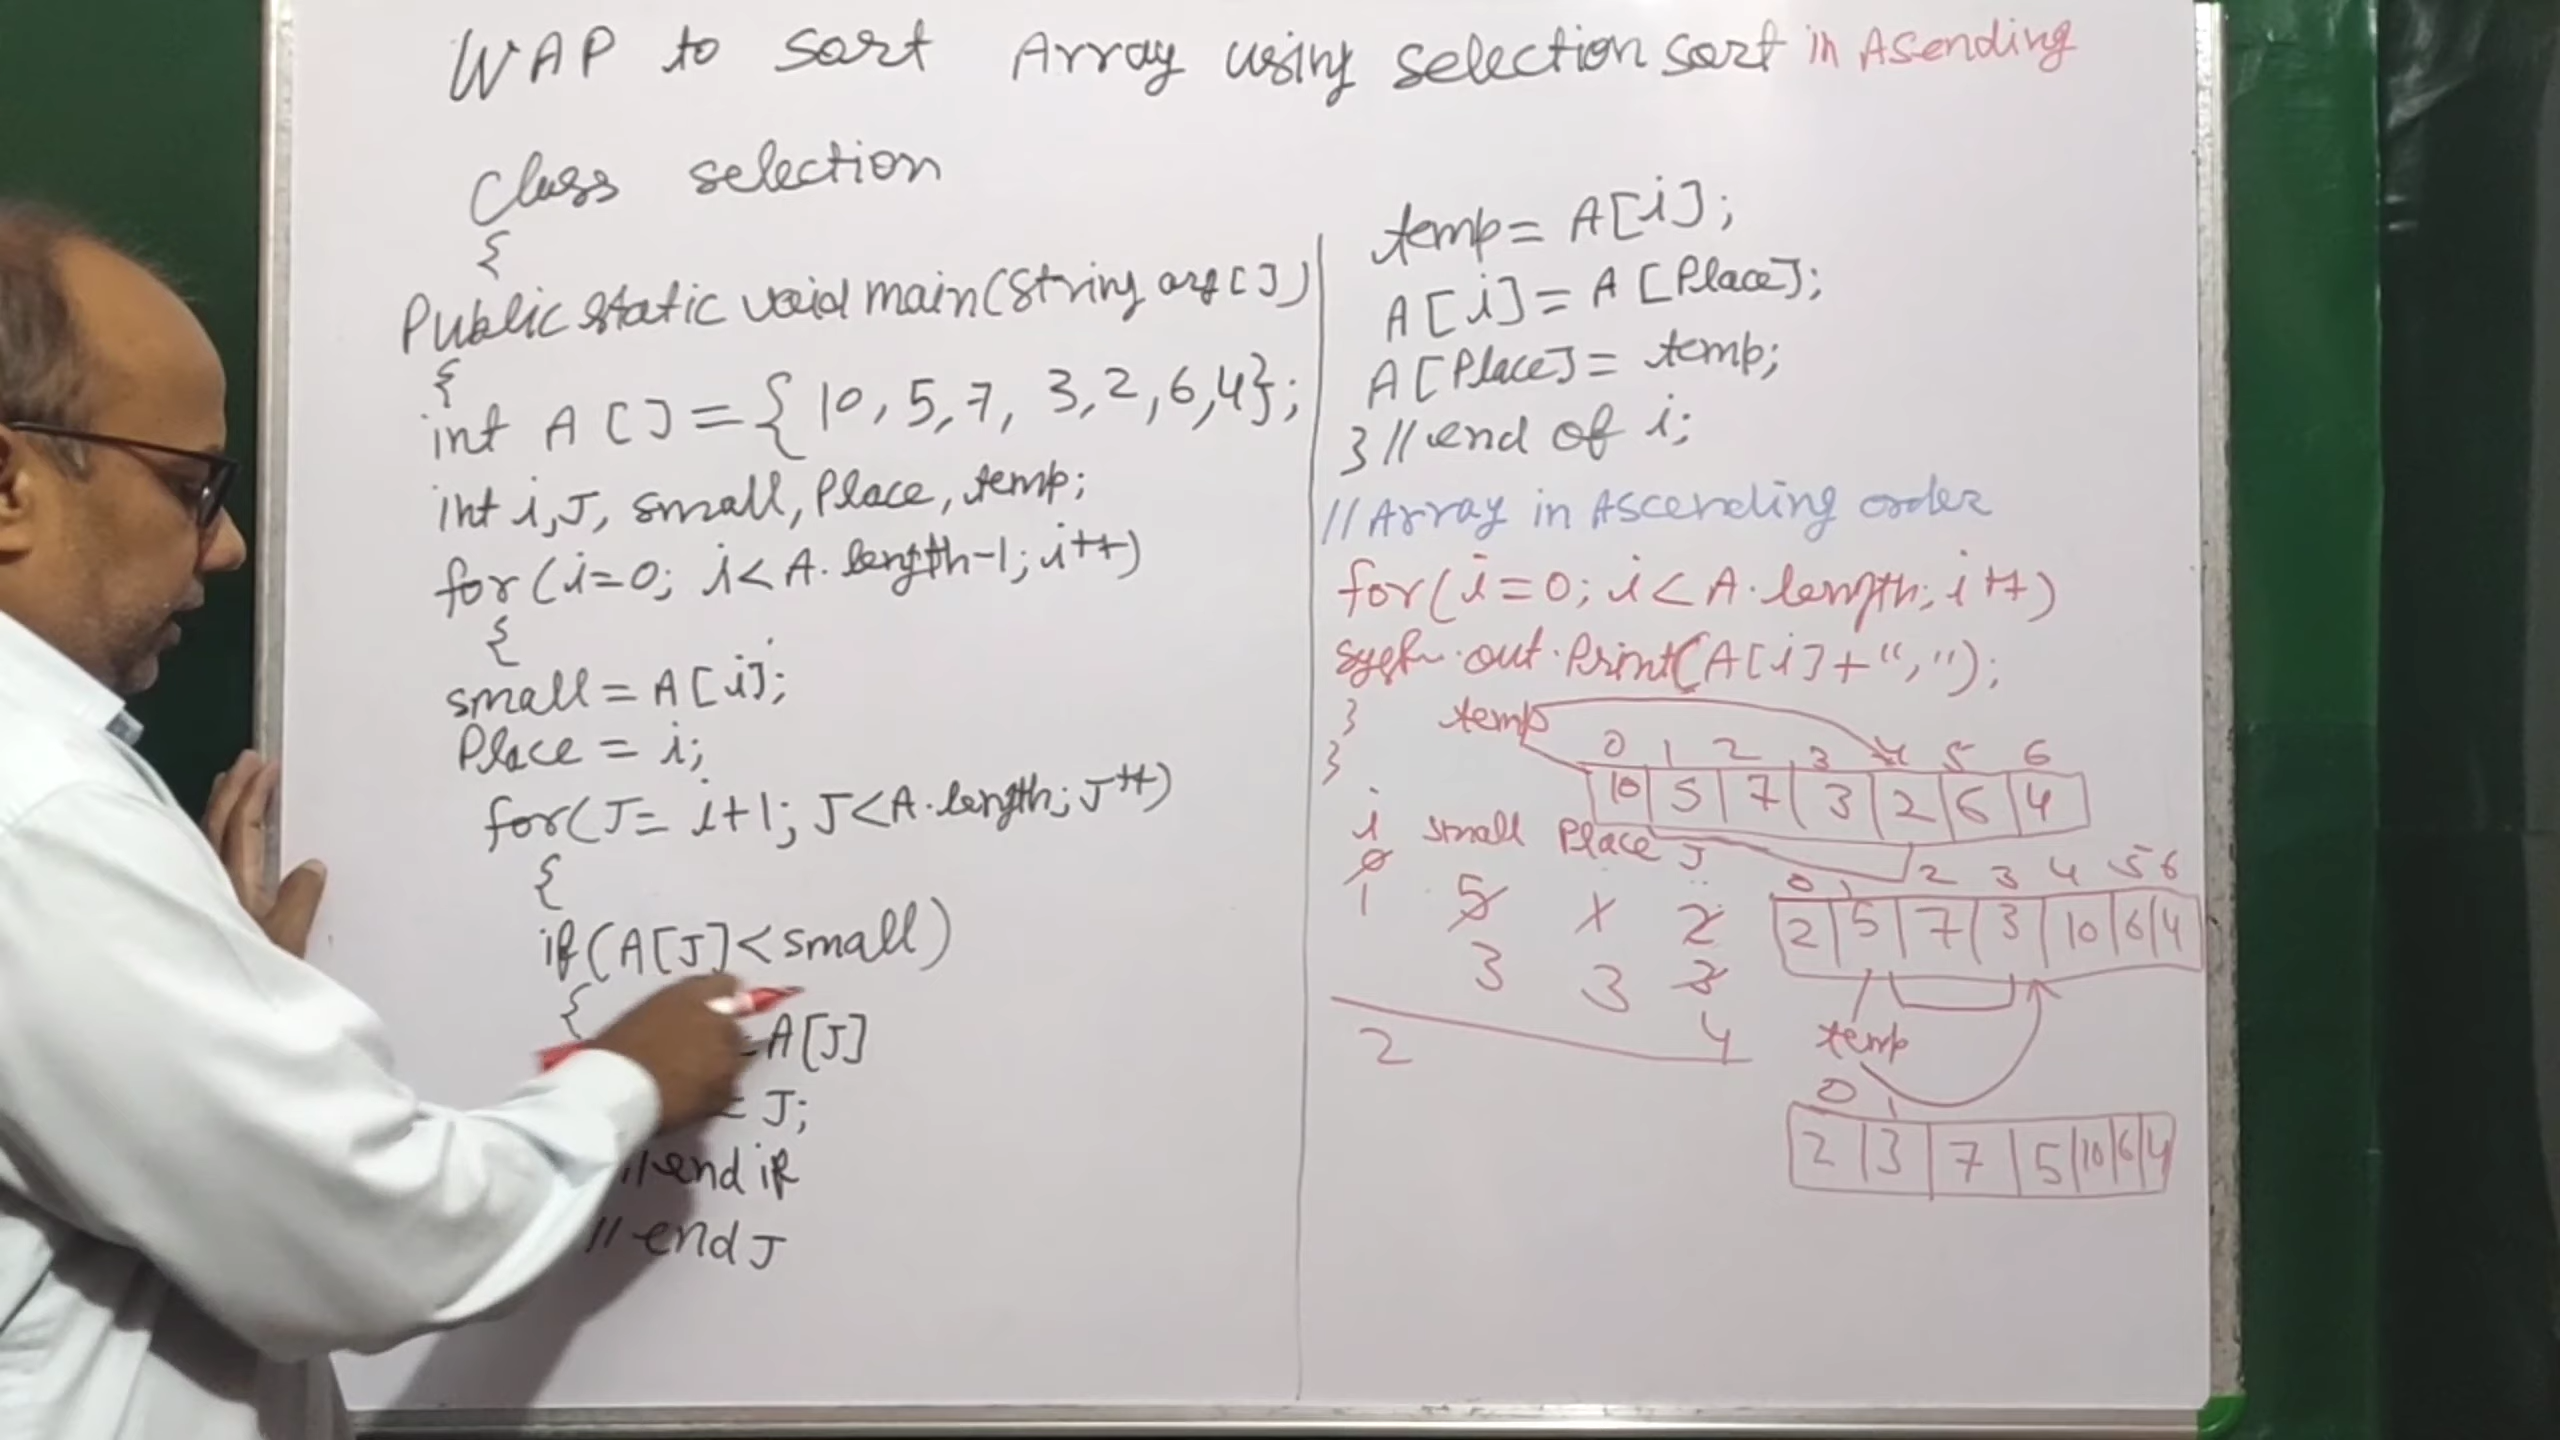 WAP to Sort Array using selection sort in Asending
Class selection
{
Public static void main(String arg[])
{
int A[]={10,5,7,3,2,6,4};
int i,J, small, Place, temp;
for(i=0; i<A.length-1; i++)
{
small=A[i];
Place = i;
for(J= i+1; J<A.length; J++)
{
if(A[J]<small)
{
=A[J]
= J;
//end if
// end J
temp= A[i];
A[i]= A[Place];
A[Place]= temp;
}//end of i;
//Array in Ascending order
for(i=0; i<A.length; i++)
.out.Print(A[i]+",");
}
}
temp
0 1 2 3 4 5 6
10 5 7 3 2 6 4
i small Place J
0
1 5 1 2
3 3 3
4
2
0 1 2 3 4 5 6
2 5 7 3 10 6 4
temp
0 1
2 3 7 5 10 6 4